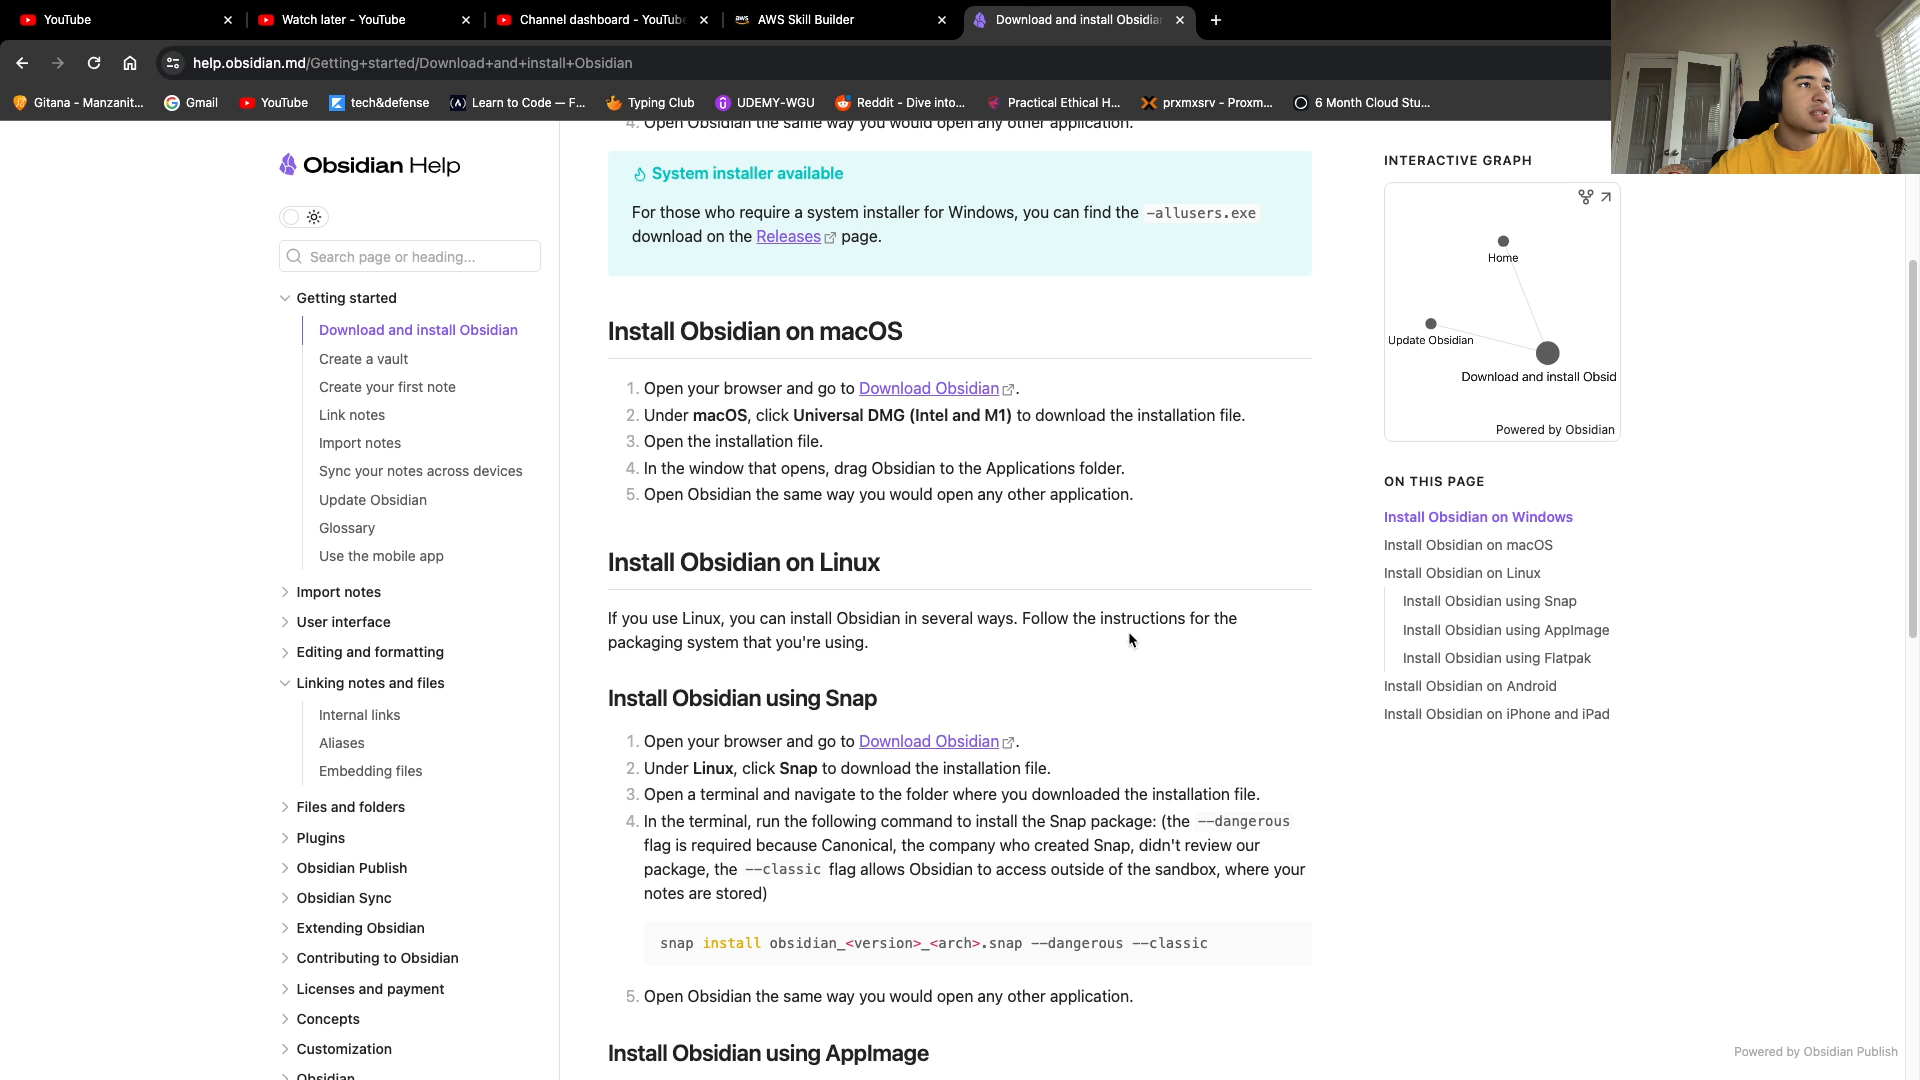 YouTube
Watch later - YouTube
Channel dashboard - YouTube
aws AWS Skill Builder
Download and install Obsidian
help.obsidian.md/Getting+started/Download+and+install+Obsidian
Gitana - Manzanit...
Gmail
YouTube
tech&defense
Learn to Code — F...
Typing Club
UDEMY-WGU
Reddit - Dive into...
Practical Ethical H...
prxmxsrv - Proxm...
6 Month Cloud Stu...
Obsidian Help
Search page or heading...
Getting started
Download and install Obsidian
Create a vault
Create your first note
Link notes
Import notes
Sync your notes across devices
Update Obsidian
Glossary
Use the mobile app
Import notes
User interface
Editing and formatting
Linking notes and files
Internal links
Aliases
Embedding files
Files and folders
Plugins
Obsidian Publish
Obsidian Sync
Extending Obsidian
Contributing to Obsidian
Licenses and payment
Concepts
Customization
Obsidian
4. Open Obsidian the same way you would open any other application.
System installer available
For those who require a system installer for Windows, you can find the -allusers.exe
download on the Releases page.
Install Obsidian on macOS
1. Open your browser and go to Download Obsidian.
2. Under macOS, click Universal DMG (Intel and M1) to download the installation file.
3. Open the installation file.
4. In the window that opens, drag Obsidian to the Applications folder.
5. Open Obsidian the same way you would open any other application.
Install Obsidian on Linux
If you use Linux, you can install Obsidian in several ways. Follow the instructions for the
packaging system that you're using.
Install Obsidian using Snap
1. Open your browser and go to Download Obsidian.
2. Under Linux, click Snap to download the installation file.
3. Open a terminal and navigate to the folder where you downloaded the installation file.
4. In the terminal, run the following command to install the Snap package: (the --dangerous
flag is required because Canonical, the company who created Snap, didn't review our
package, the --classic flag allows Obsidian to access outside of the sandbox, where your
notes are stored)
snap install obsidian_<version>_<arch>.snap --dangerous --classic
5. Open Obsidian the same way you would open any other application.
Install Obsidian using AppImage
INTERACTIVE GRAPH
Home
Update Obsidian
Download and install Obsid
Powered by Obsidian
ON THIS PAGE
Install Obsidian on Windows
Install Obsidian on macOS
Install Obsidian on Linux
Install Obsidian using Snap
Install Obsidian using AppImage
Install Obsidian using Flatpak
Install Obsidian on Android
Install Obsidian on iPhone and iPad
Powered by Obsidian Publish